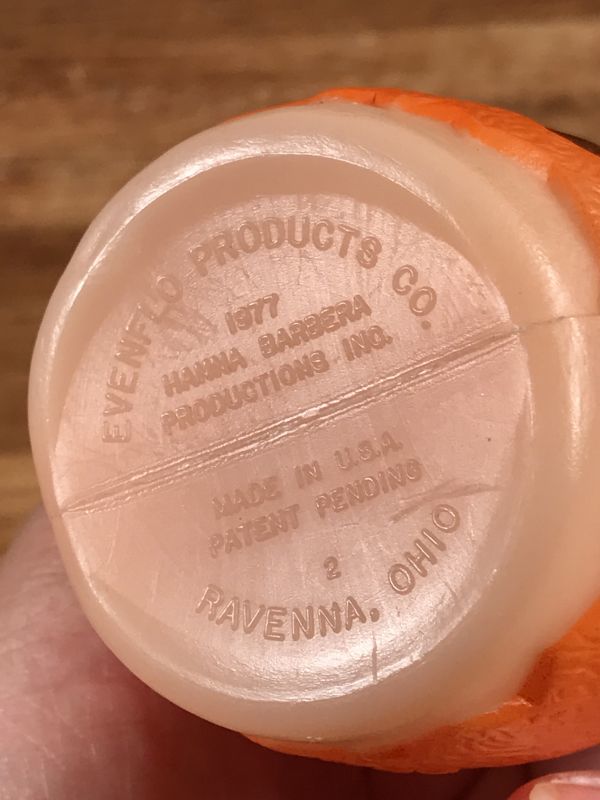 EVENFLO PRODUCTS CO.
1977
HANNA BARBERA
PRODUCTIONS INC.
MADE IN U.S.A.
PATENT PENDING
2
RAVENNA, OHIO